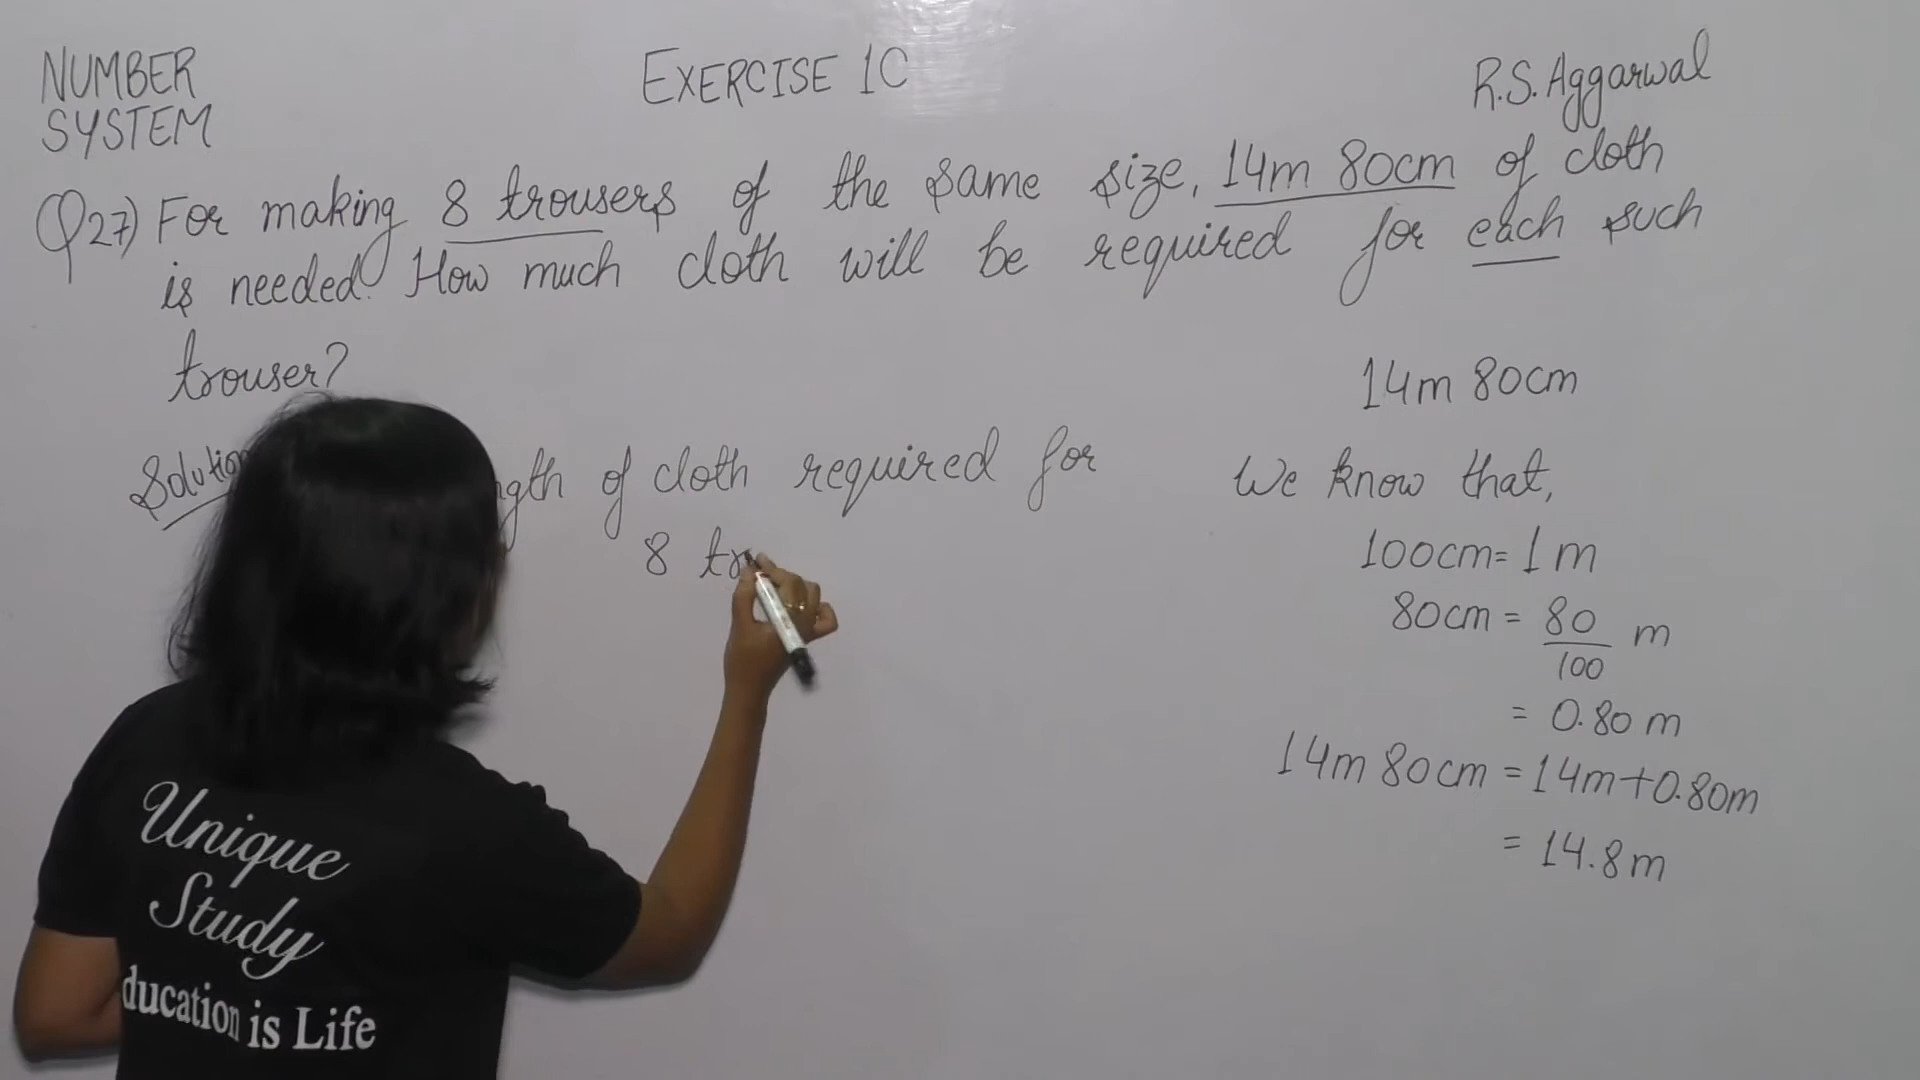 NUMBER SYSTEM
EXERCISE 1C
R.S. Aggarwal
Q27) For making 8 trousers of the same size, 14m 80cm of cloth
is needed. How much cloth will be required for each such
trouser?
Solution
ngth of cloth required for
8 tr
14m 80cm
We know that,
100cm = 1m
80cm = 80/100 m
= 0.80 m
14m 80cm = 14m + 0.80m
= 14.8m
Unique
Study
ducation is Life